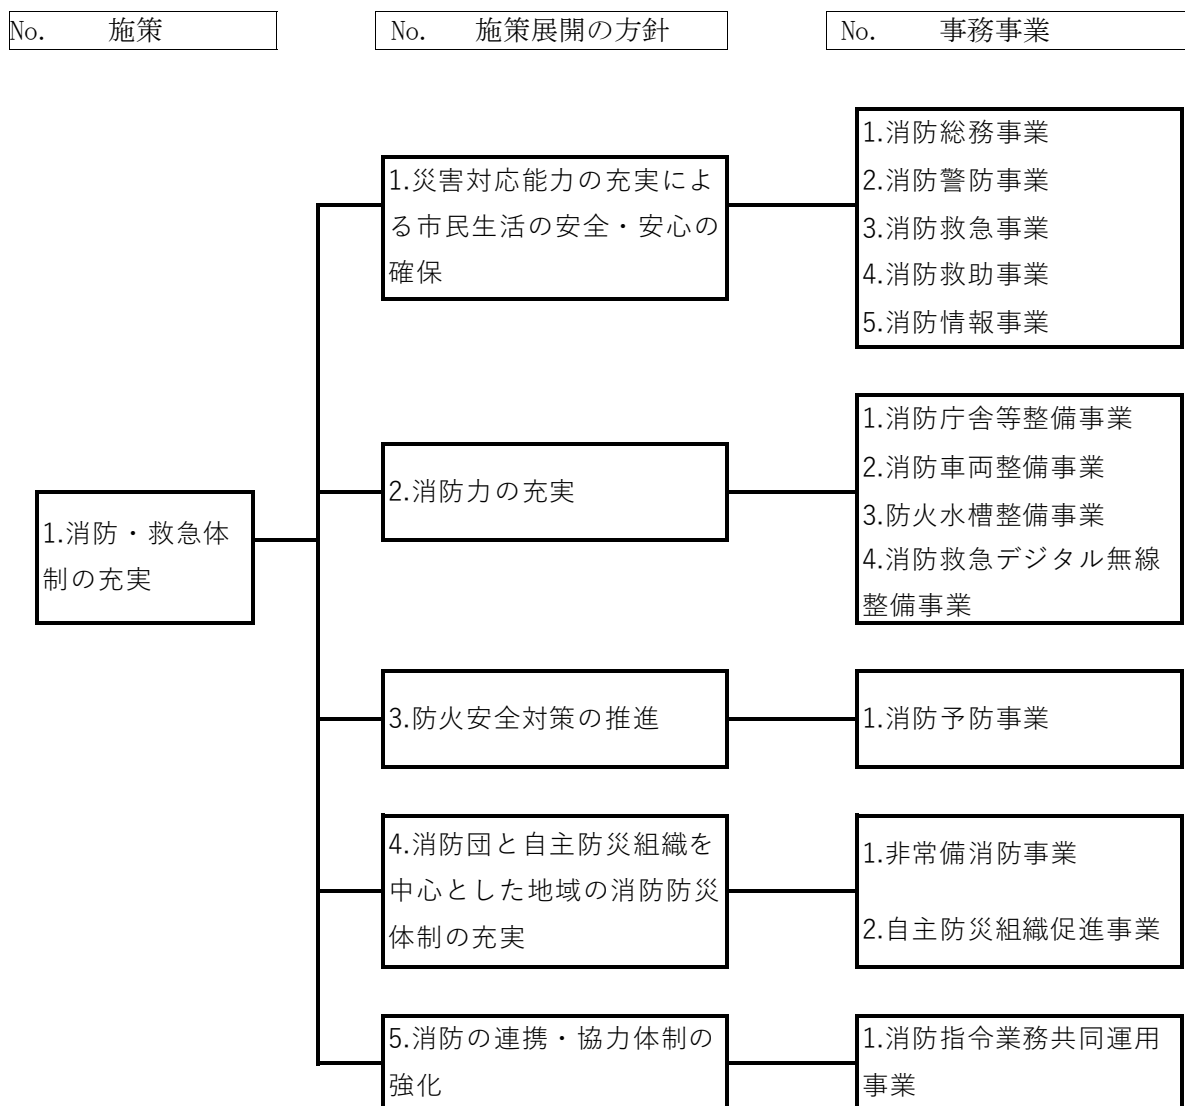 No. 施策
No. 施策展開の方針
No. 事務事業
1.消防・救急体
制の充実
1.災害対応能力の充実によ
る市民生活の安全・安心の
確保
1.消防総務事業
2.消防警防事業
3.消防救急事業
4.消防救助事業
5.消防情報事業
2.消防力の充実
1.消防庁舎等整備事業
2.消防車両整備事業
3.防火水槽整備事業
4.消防救急デジタル無線
整備事業
3.防火安全対策の推進
1.消防予防事業
4.消防団と自主防災組織を
中心とした地域の消防防災
体制の充実
1.非常備消防事業
2.自主防災組織促進事業
5.消防の連携・協力体制の
強化
1.消防指令業務共同運用
事業